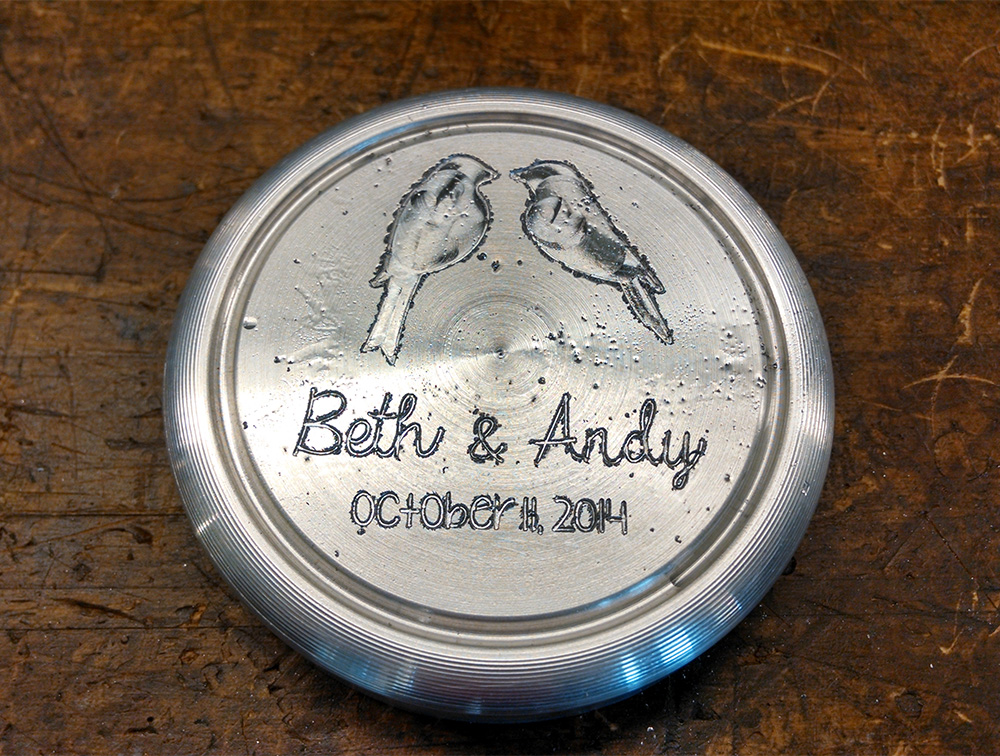 Beth & Andy
October 11, 2014